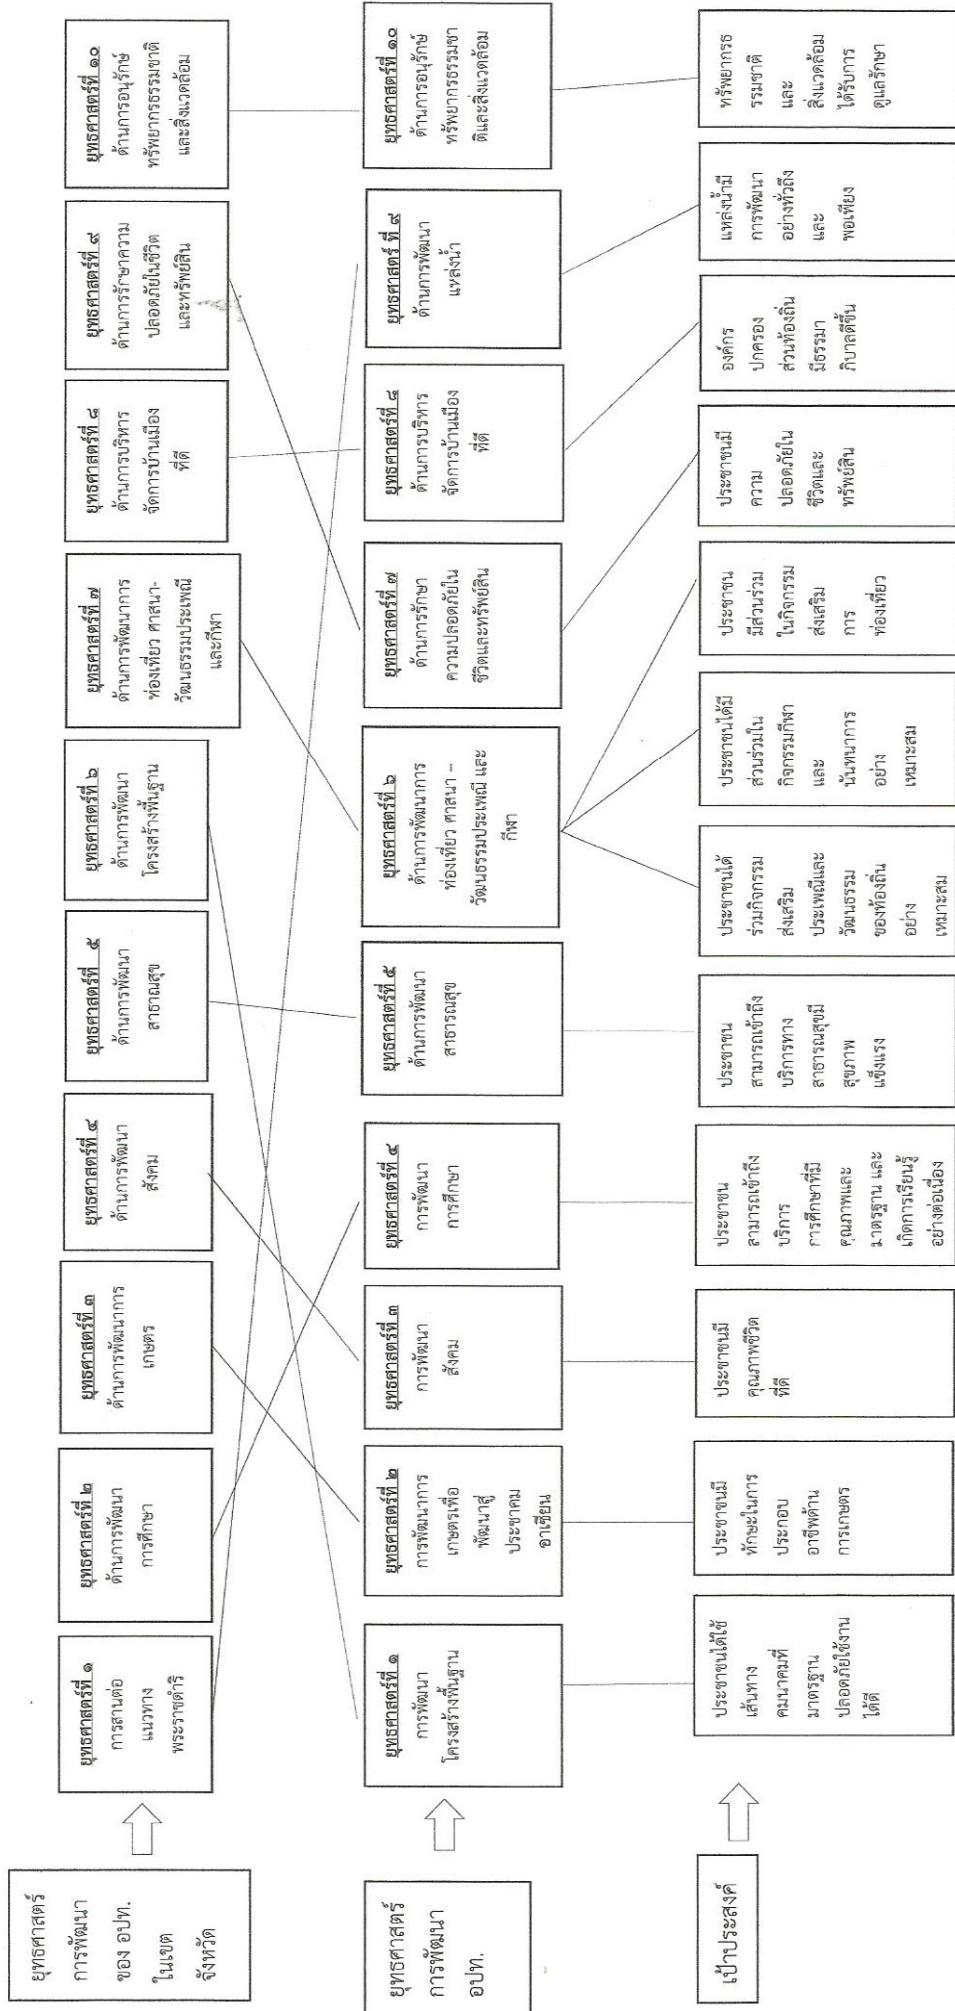 ยุทธศาสตร์
การพัฒนา
ของ อปท.
ในเขต
จังหวัด
ยุทธศาสตร์ที่ ๑
การสานต่อ
แนวทาง
พระราชดำริ
ยุทธศาสตร์ที่ ๒
ด้านการพัฒนา
การศึกษา
ยุทธศาสตร์ที่ ๓
ด้านการพัฒนาการ
เกษตร
ยุทธศาสตร์ที่ ๔
ด้านการพัฒนา
สังคม
ยุทธศาสตร์ที่ ๕
ด้านการพัฒนา
สาธาณสุข
ยุทธศาสตร์ที่ ๖
ด้านการพัฒนา
โครงสร้างพื้นฐาน
ยุทธศาสตร์ที่ ๗
ด้านการพัฒนาการ
ท่องเที่ยว ศาสนา-
วัฒนธรรมประเพณี
และกีฬา
ยุทธศาสตร์ที่ ๘
ด้านการบริหาร
จัดการบ้านเมือง
ที่ดี
ยุทธศาสตร์ที่ ๙
ด้านการรักษาความ
ปลอดภัยในชีวิต
และทรัพย์สิน
ยุทธศาสตร์ที่ ๑๐
ด้านการอนุรักษ์
ทรัพยากรธรรมชาติ
และสิ่งแวดล้อม
ยุทธศาสตร์
การพัฒนา
อปท.
ยุทธศาสตร์ที่ ๑
การพัฒนา
โครงสร้างพื้นฐาน
ยุทธศาสตร์ที่ ๒
การพัฒนาการ
เกษตรเพื่อ
พัฒนาสู่
ประชาคม
อาเซียน
ยุทธศาสตร์ที่ ๓
การพัฒนา
สังคม
ยุทธศาสตร์ที่ ๔
การพัฒนา
การศึกษา
ยุทธศาสตร์ที่ ๕
ด้านการพัฒนา
สาธารณสุข
ยุทธศาสตร์ที่ ๖
ด้านการพัฒนาการ
ท่องเที่ยว ศาสนา –
วัฒนธรรมประเพณี และ
กีฬา
ยุทธศาสตร์ที่ ๗
ด้านการรักษา
ความปลอดภัยใน
ชีวิตและทรัพย์สิน
ยุทธศาสตร์ที่ ๘
ด้านการบริหาร
จัดการบ้านเมือง
ที่ดี
ยุทธศาสตร์ ที่ ๙
ด้านการพัฒนา
แหล่งน้ำ
ยุทธศาสตร์ที่ ๑๐
ด้านการอนุรักษ์
ทรัพยากรธรรมชา
ติและสิ่งแวดล้อม
เป้าประสงค์
ประชาชนได้ใช้
เส้นทาง
คมนาคมที่
มาตรฐาน
ปลอดภัยใช้งาน
ได้ดี
ประชาชนมี
ทักษะในการ
ประกอบ
อาชีพด้าน
การเกษตร
ประชาชนมี
คุณภาพชีวิต
ที่ดี
ประชาชน
สามารถเข้าถึง
บริการ
การศึกษาที่มี
คุณภาพและ
มาตรฐาน และ
เกิดการเรียนรู้
อย่างต่อเนื่อง
ประชาชน
สามารถเข้าถึง
บริการทาง
สาธารณสุขมี
สุขภาพ
แข็งแรง
ประชาชนได้
ร่วมกิจกรรม
ส่งเสริม
ประเพณีและ
วัฒนธรรม
ของท้องถิ่น
อย่าง
เหมาะสม
ประชาชนได้มี
ส่วนร่วมใน
กิจกรรมกีฬา
และ
นันทนาการ
อย่าง
เหมาะสม
ประชาชน
มีส่วนร่วม
ในกิจกรรม
ส่งเสริม
การ
ท่องเที่ยว
ประชาชนมี
ความ
ปลอดภัยใน
ชีวิตและ
ทรัพย์สิน
องค์กร
ปกครอง
ส่วนท้องถิ่น
มีธรรมา
ภิบาลดีขึ้น
แหล่งน้ำมี
การพัฒนา
อย่างทั่วถึง
และ
พอเพียง
ทรัพยากรธ
รรมชาติ
และ
สิ่งแวดล้อม
ได้รับการ
ดูแลรักษา